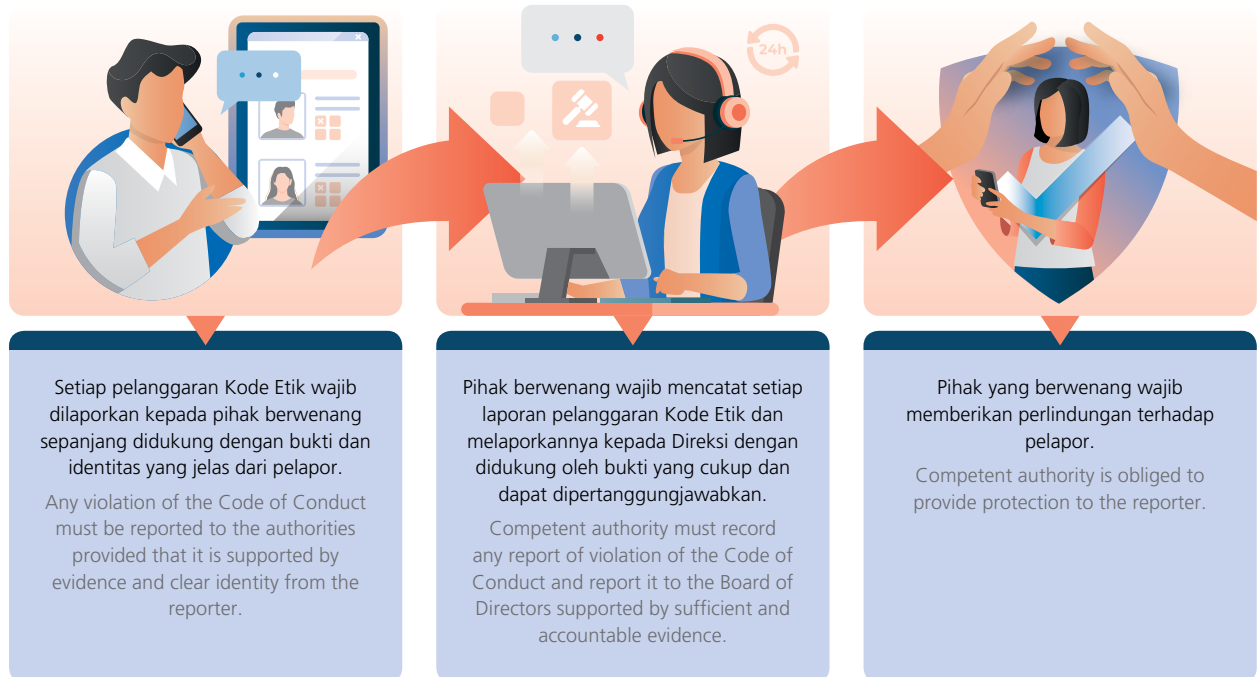 24h
Setiap pelanggaran Kode Etik wajib
dilaporkan kepada pihak berwenang
sepanjang didukung dengan bukti dan
identitas yang jelas dari pelapor.
Any violation of the Code of Conduct
must be reported to the authorities
provided that it is supported by
evidence and clear identity from the
reporter.
Pihak berwenang wajib mencatat setiap
laporan pelanggaran Kode Etik dan
melaporkannya kepada Direksi dengan
didukung oleh bukti yang cukup dan
dapat dipertanggungjawabkan.
Competent authority must record
any report of violation of the Code of
Conduct and report it to the Board of
Directors supported by sufficient and
accountable evidence.
Pihak yang berwenang wajib
memberikan perlindungan terhadap
pelapor.
Competent authority is obliged to
provide protection to the reporter.